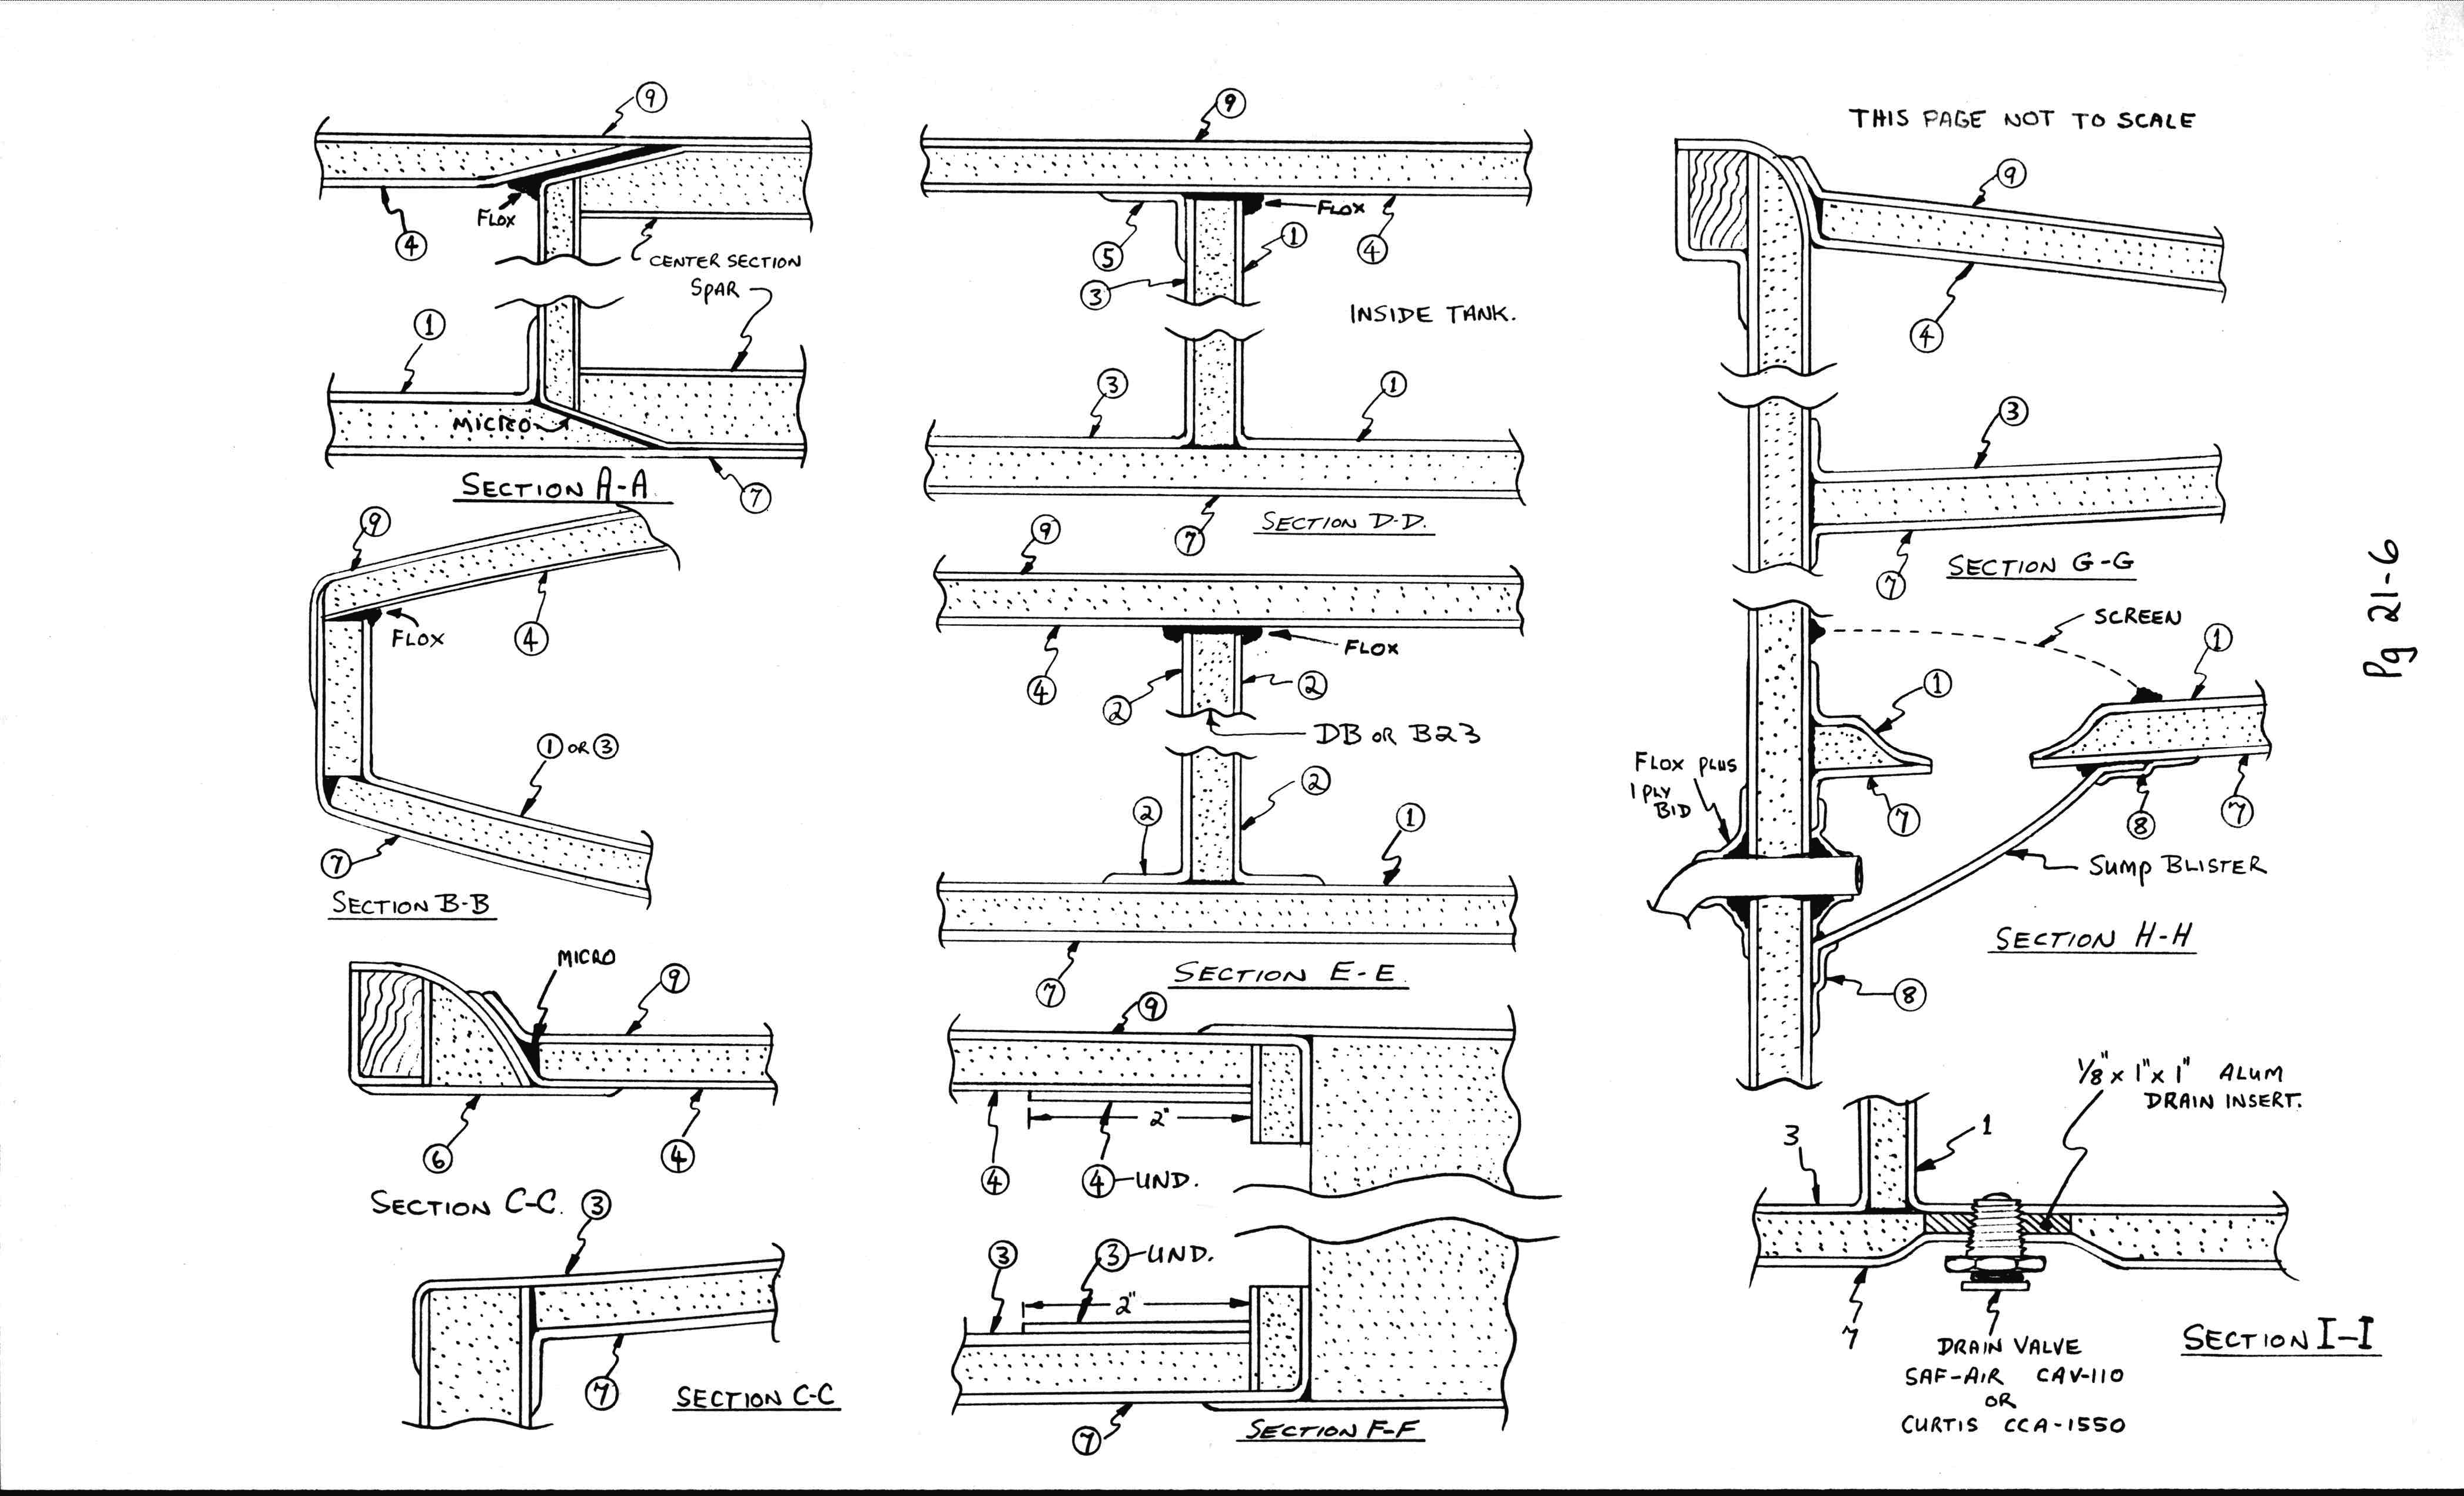 9
FLOX
4
CENTER SECTION
SPAR
1
MICRO
7
SECTION A-A
9
FLOX
4
1 OR 3
7
SECTION B-B
MICRO
9
6
4
SECTION C-C.
3
7
SECTION C-C
9
FLOX
5
1
4
3
INSIDE TANK.
3
1
7
SECTION D-D.
9
FLOX
4
2
2
DB OR B23
2
2
1
7
SECTION E-E.
9
2"
4
4-UND.
3
3-UND.
2"
7
SECTION F-F
THIS PAGE NOT TO SCALE
9
4
3
7
SECTION G-G
SCREEN
1
1
FLOX PLUS
1 PLY
BID
7
8
7
SUMP BLISTER
8
SECTION H-H
1/8" x 1" x 1" ALUM
DRAIN INSERT.
3
1
7
DRAIN VALVE
SAF-AIR CAV-110
OR
CURTIS CCA-1550
SECTION I-I
Pg 21-6